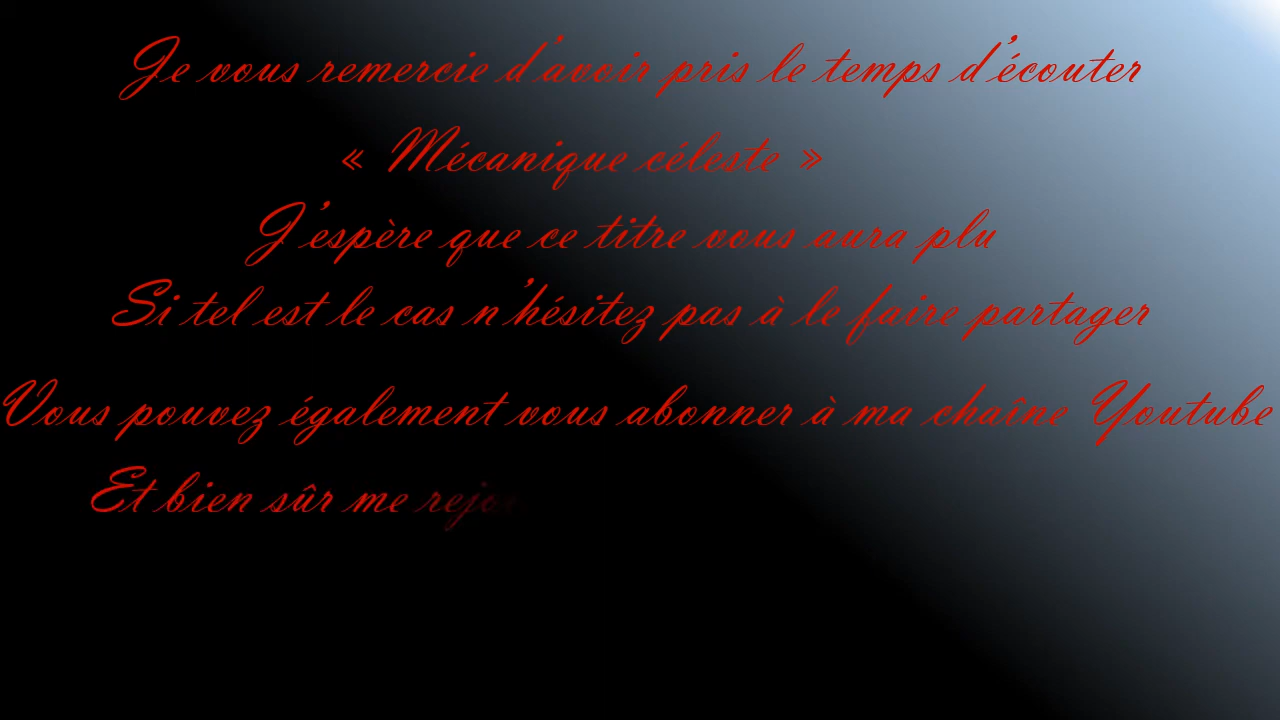 Je vous remercie d'avoir pris le temps d'écouter
« Mécanique céleste »
J'espère que ce titre vous aura plu
Si tel est le cas n'hésitez pas à le faire partager
Vous pouvez également vous abonner à ma chaîne Youtube
Et bien sûr me